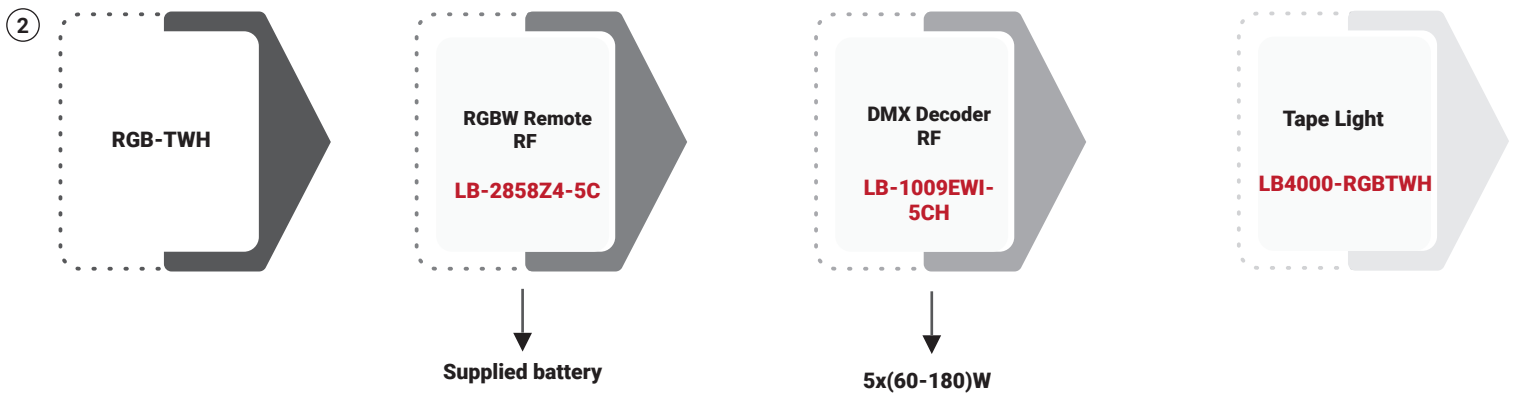 2
RGB-TWH
RGBW Remote
RF
LB-2858Z4-5C
DMX Decoder
RF
LB-1009EWI-
5CH
Tape Light
LB4000-RGBTWH
Supplied battery
5x(60-180)W